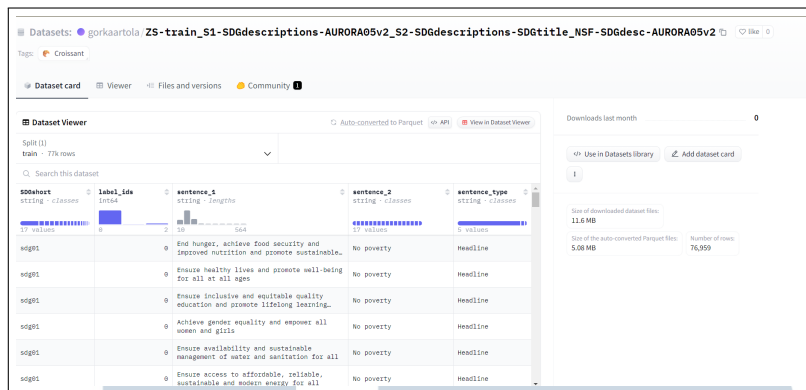 Datasets: gorkaartola/ZS-train_S1-SDGdescriptions-AURORA05v2_S2-SDGdescriptions-SDGtitle_NSF-SDGdesc-AURORA05v2 like 0
Tags: Croissant
Dataset card Viewer Files and versions Community 1
Dataset Viewer Auto-converted to Parquet </> API View in Dataset Viewer
Split (1)
train · 77k rows
Search this dataset
SDGshort label_ids sentence_1 sentence_2 sentence_type
string · classes int64 string · lengths string · classes string · classes
17 values 0 2 10 564 17 values 5 values
sdg01 0 End hunger, achieve food security and No poverty Headline
improved nutrition and promote sustainable…
sdg01 0 Ensure healthy lives and promote well-being No poverty Headline
for all at all ages
sdg01 0 Ensure inclusive and equitable quality No poverty Headline
education and promote lifelong learning…
sdg01 0 Achieve gender equality and empower all No poverty Headline
women and girls
sdg01 0 Ensure availability and sustainable No poverty Headline
management of water and sanitation for all
sdg01 0 Ensure access to affordable, reliable, No poverty Headline
sustainable and modern energy for all
Downloads last month 0
</> Use in Datasets library Add dataset card
Size of downloaded dataset files:
11.6 MB
Size of the auto-converted Parquet files: Number of rows:
5.08 MB 76,959